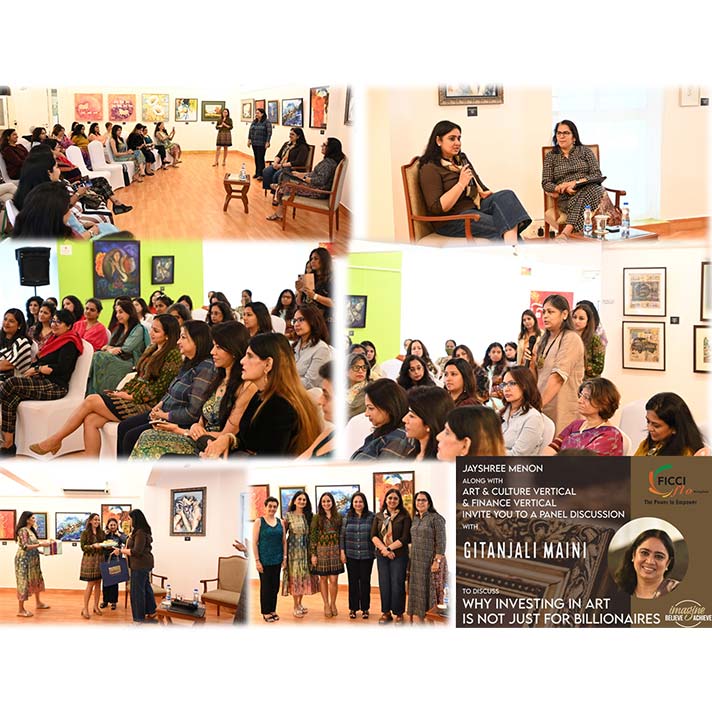 JAYSHREE MENON
ALONG WITH
ART & CULTURE VERTICAL
& FINANCE VERTICAL
INVITE YOU TO A PANEL DISCUSSION
WITH
GITANJALI MAINI
TO DISCUSS
WHY INVESTING IN ART
IS NOT JUST FOR BILLIONAIRES
FICCI
flo
The Power to Empower
imagine
BELIEVE ACHIEVE